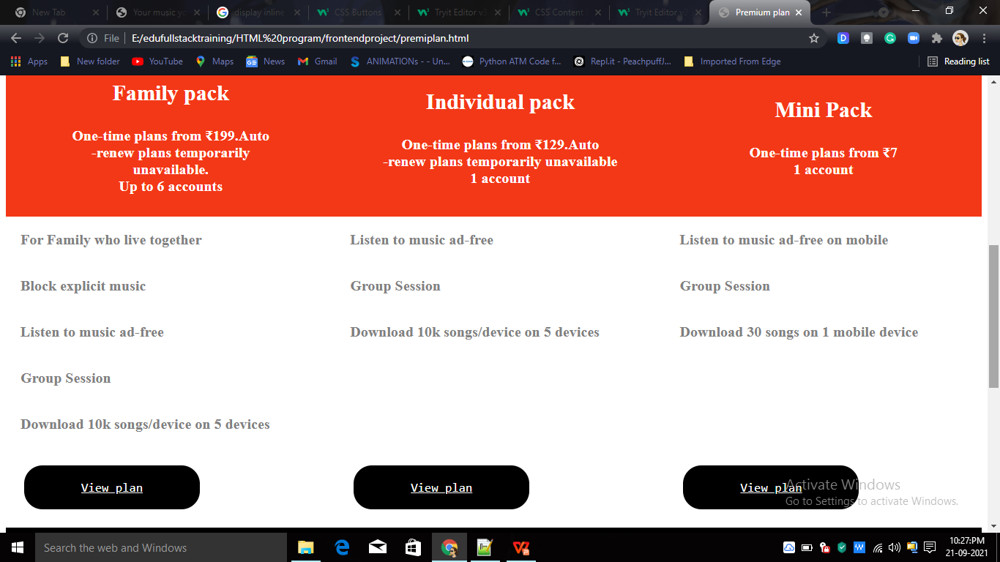 New Tab
Your music yo
display inline
CSS Buttons
Tryit Editor v3
CSS Content
Tryit Editor v3
Premium plan
File
E:/edufullstacktraining/HTML%20program/frontendproject/premiplan.html
Apps
New folder
YouTube
Maps
News
Gmail
ANIMATIONs - - Un...
Python ATM Code f...
Repl.it - PeachpuffJ...
Imported From Edge
Reading list
Family pack
One-time plans from ₹199.Auto
-renew plans temporarily
unavailable.
Up to 6 accounts
Individual pack
One-time plans from ₹129.Auto
-renew plans temporarily unavailable
1 account
Mini Pack
One-time plans from ₹7
1 account
For Family who live together
Block explicit music
Listen to music ad-free
Group Session
Download 10k songs/device on 5 devices
Listen to music ad-free
Group Session
Download 10k songs/device on 5 devices
Listen to music ad-free on mobile
Group Session
Download 30 songs on 1 mobile device
View plan
View plan
View plan
Activate Windows
Go to Settings to activate Windows.
Search the web and Windows
10:27:PM
21-09-2021